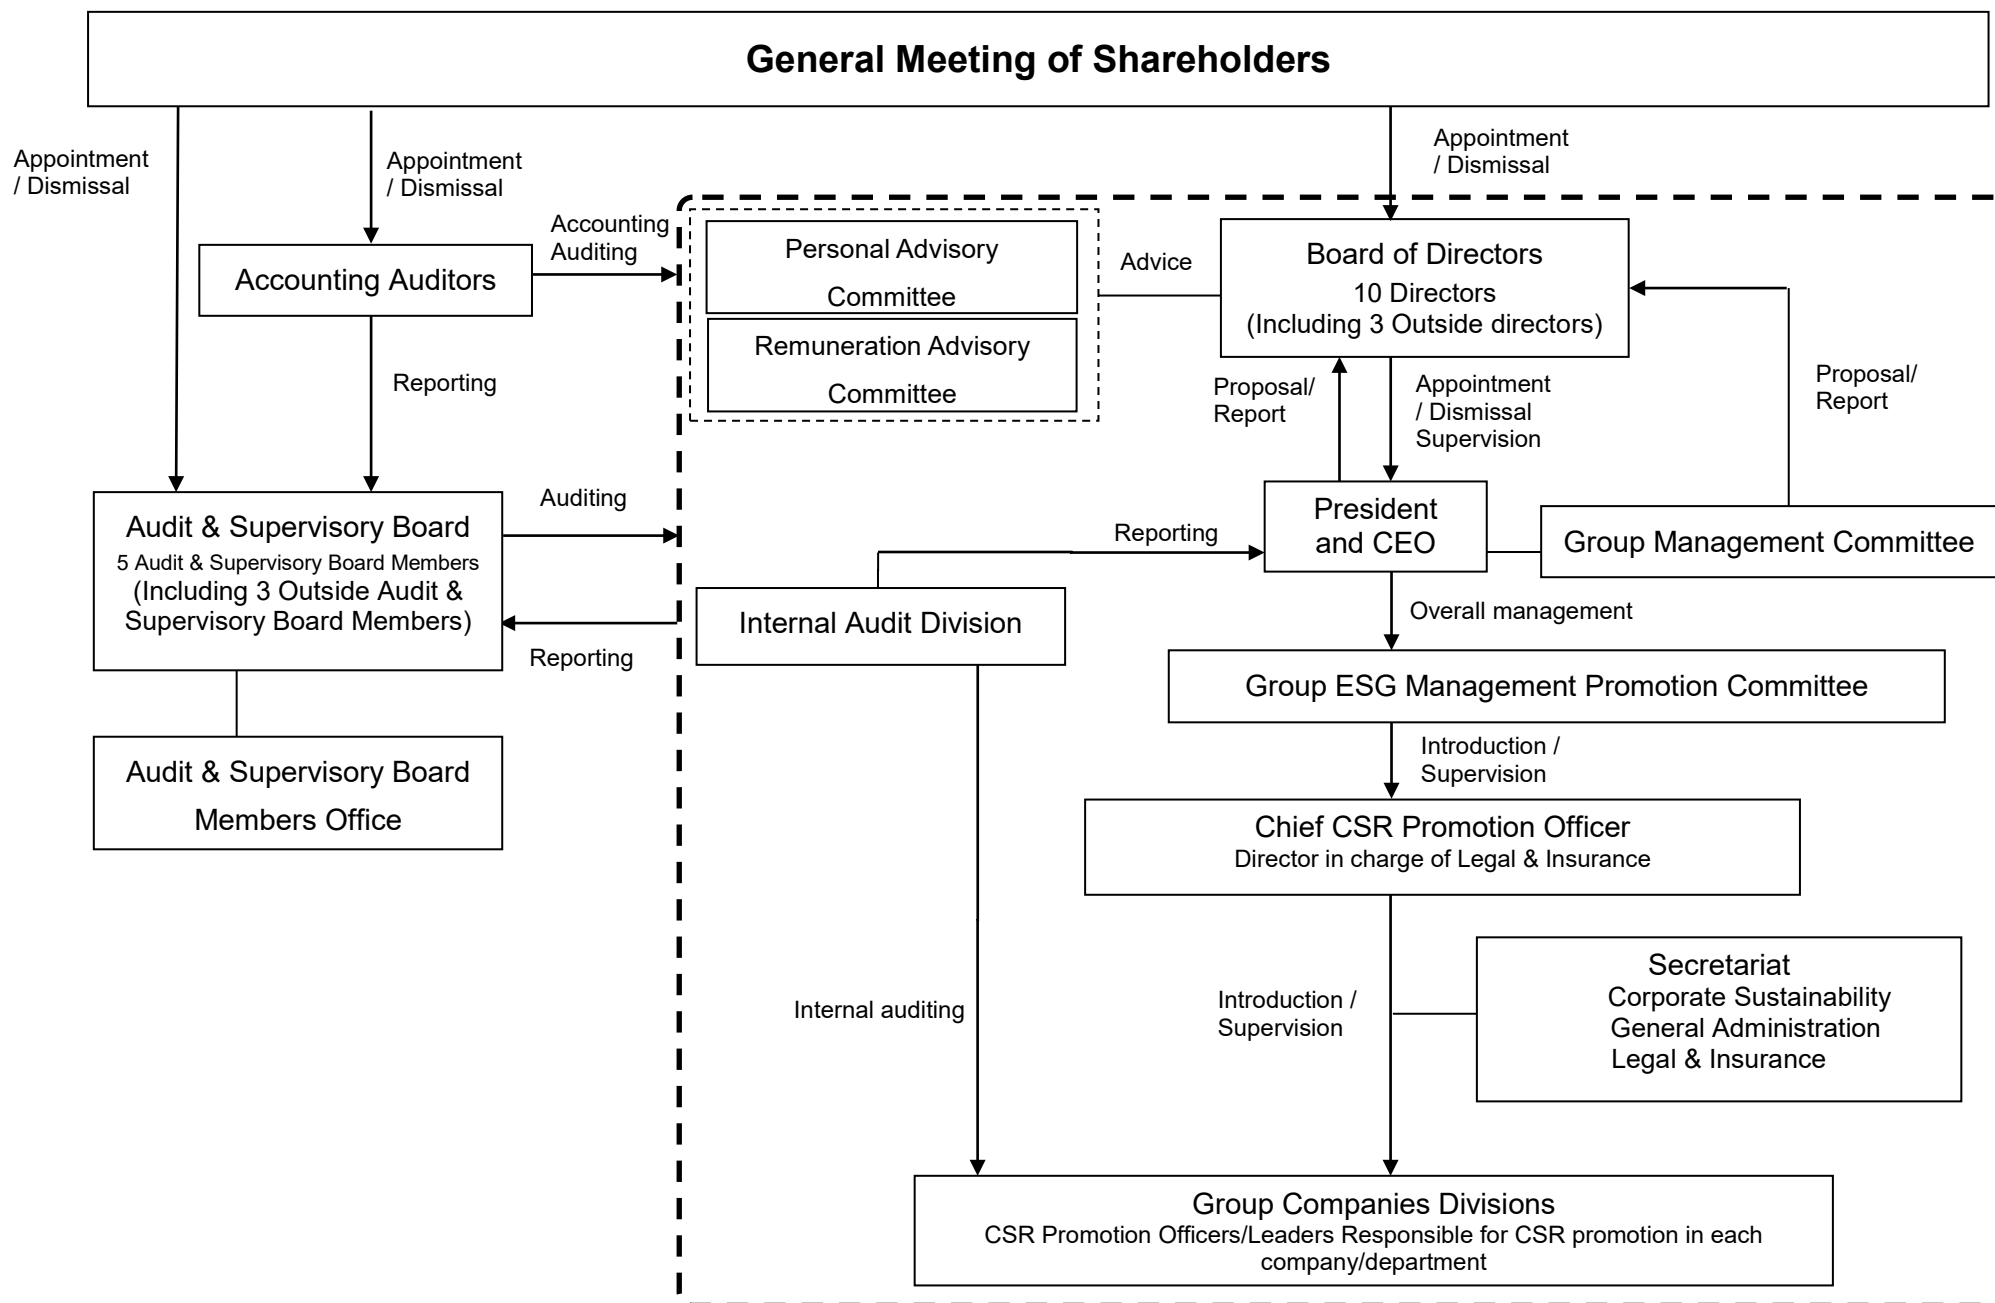 General Meeting of Shareholders
Appointment
/ Dismissal
Appointment
/ Dismissal
Appointment
/ Dismissal
Accounting
Auditing
Accounting Auditors
Personal Advisory
Committee
Remuneration Advisory
Committee
Advice
Board of Directors
10 Directors
(Including 3 Outside directors)
Reporting
Proposal/
Report
Appointment
/ Dismissal
Supervision
Proposal/
Report
Audit & Supervisory Board
5 Audit & Supervisory Board Members
(Including 3 Outside Audit &
Supervisory Board Members)
Auditing
Reporting
Reporting
President
and CEO
Group Management Committee
Internal Audit Division
Overall management
Group ESG Management Promotion Committee
Audit & Supervisory Board
Members Office
Introduction /
Supervision
Chief CSR Promotion Officer
Director in charge of Legal & Insurance
Internal auditing
Introduction /
Supervision
Secretariat
Corporate Sustainability
General Administration
Legal & Insurance
Group Companies Divisions
CSR Promotion Officers/Leaders Responsible for CSR promotion in each
company/department